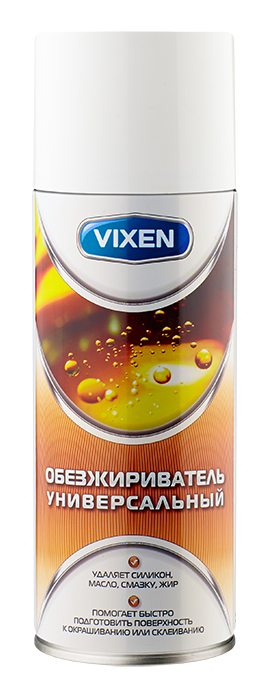 VIXEN
ОБЕЗЖИРИВАТЕЛЬ
УНИВЕРСАЛЬНЫЙ
УДАЛЯЕТ СИЛИКОН,
МАСЛО, СМАЗКУ, ЖИР
ПОМОГАЕТ БЫСТРО
ПОДГОТОВИТЬ ПОВЕРХНОСТЬ
К ОКРАШИВАНИЮ ИЛИ СКЛЕИВАНИЮ